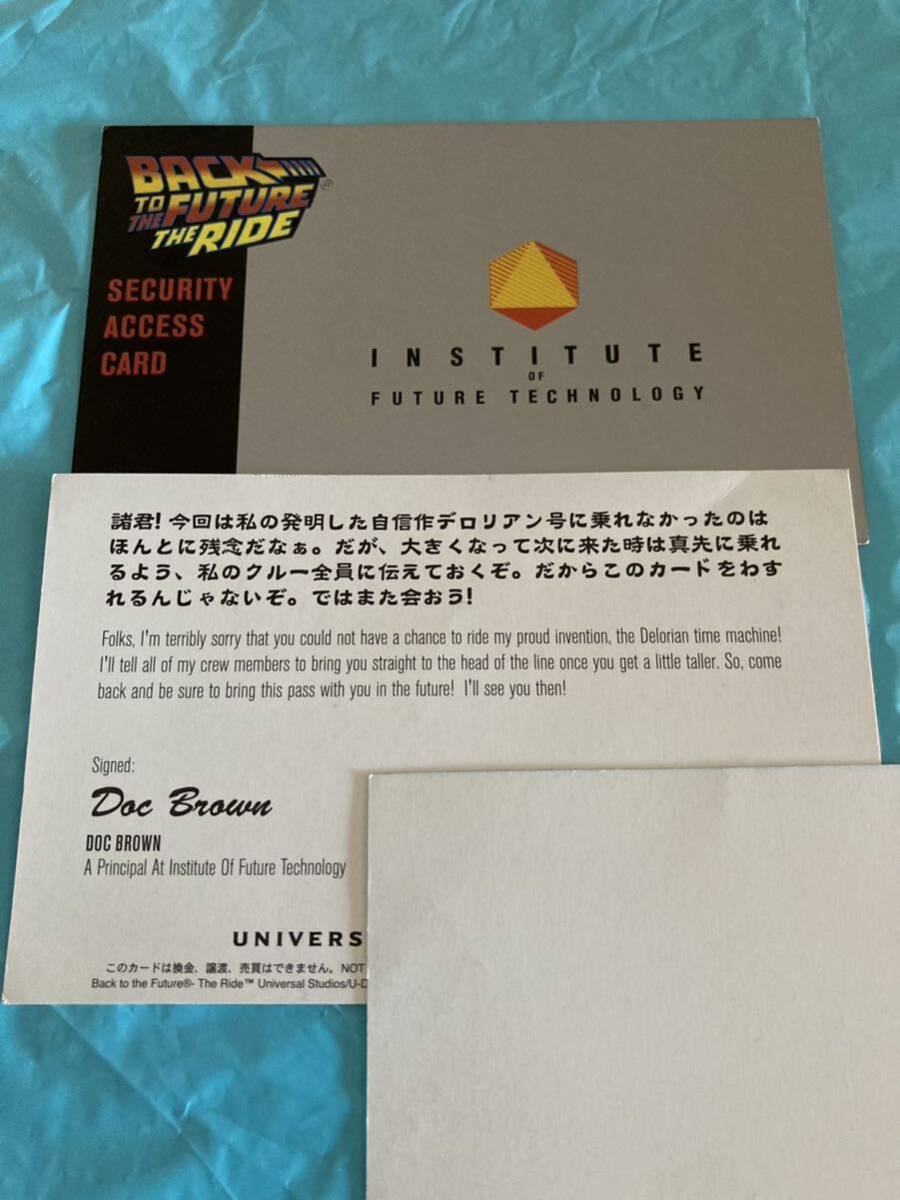 BACK
TO
THE FUTURE®
THE RIDE
SECURITY
ACCESS
CARD
INSTITUTE
OF
FUTURE TECHNOLOGY
諸君!今回は私の発明した自信作デロリアン号に乗れなかったのは
ほんとに残念だなぁ。だが、大きくなって次に来た時は真先に乗れ
るよう、私のクルー全員に伝えておくぞ。だからこのカードをわす
れるんじゃないぞ。ではまた会おう!
Folks, I'm terribly sorry that you could not have a chance to ride my proud invention, the Delorian time machine!
I'll tell all of my crew members to bring you straight to the head of the line once you get a little taller. So, come
back and be sure to bring this pass with you in the future! I'll see you then!
Signed:
Doc Brown
DOC BROWN
A Principal At Institute Of Future Technology
UNIVERS
このカードは換金、譲渡、売買はできません。NOT
Back to the Future®- The Ride™ Universal Studios/U-D